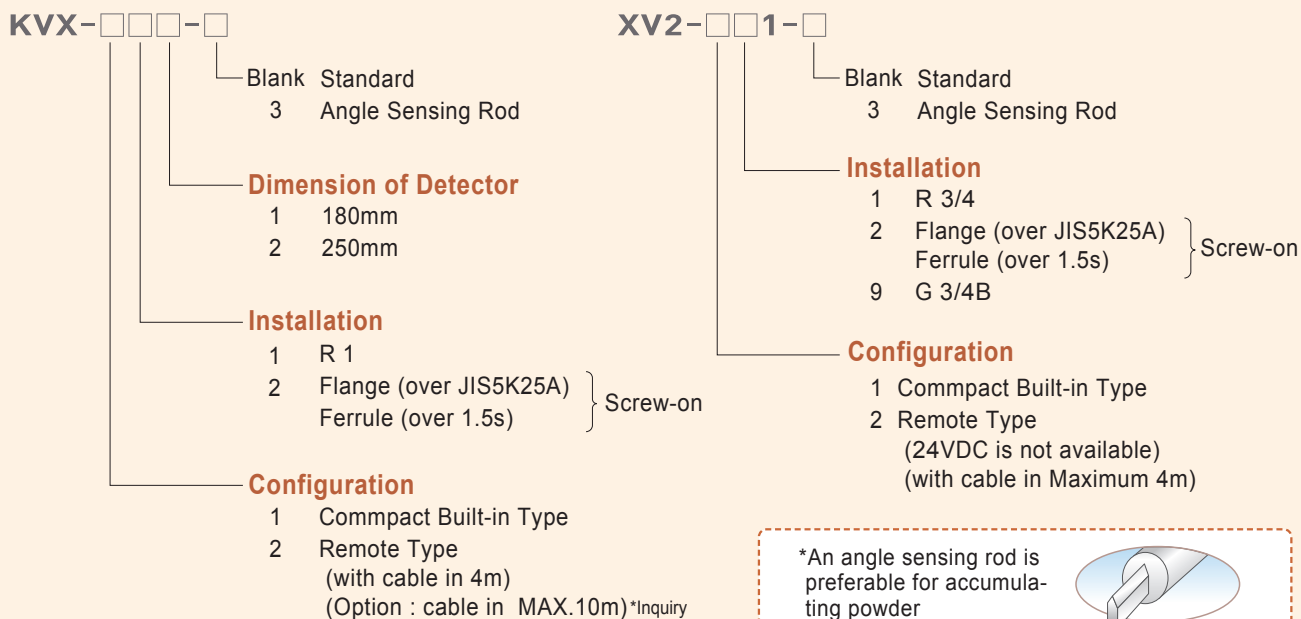 KVX-□□□-□
Blank Standard
3 Angle Sensing Rod
Dimension of Detector
1 180mm
2 250mm
Installation
1 R 1
2 Flange (over JIS5K25A)
Ferrule (over 1.5s)
Screw-on
Configuration
1 Commpact Built-in Type
2 Remote Type
(with cable in 4m)
(Option : cable in MAX.10m) *Inquiry
XV2-□□1-□
Blank Standard
3 Angle Sensing Rod
Installation
1 R 3/4
2 Flange (over JIS5K25A)
Ferrule (over 1.5s)
Screw-on
9 G 3/4B
Configuration
1 Commpact Built-in Type
2 Remote Type
(24VDC is not available)
(with cable in Maximum 4m)
*An angle sensing rod is
preferable for accumula-
ting powder